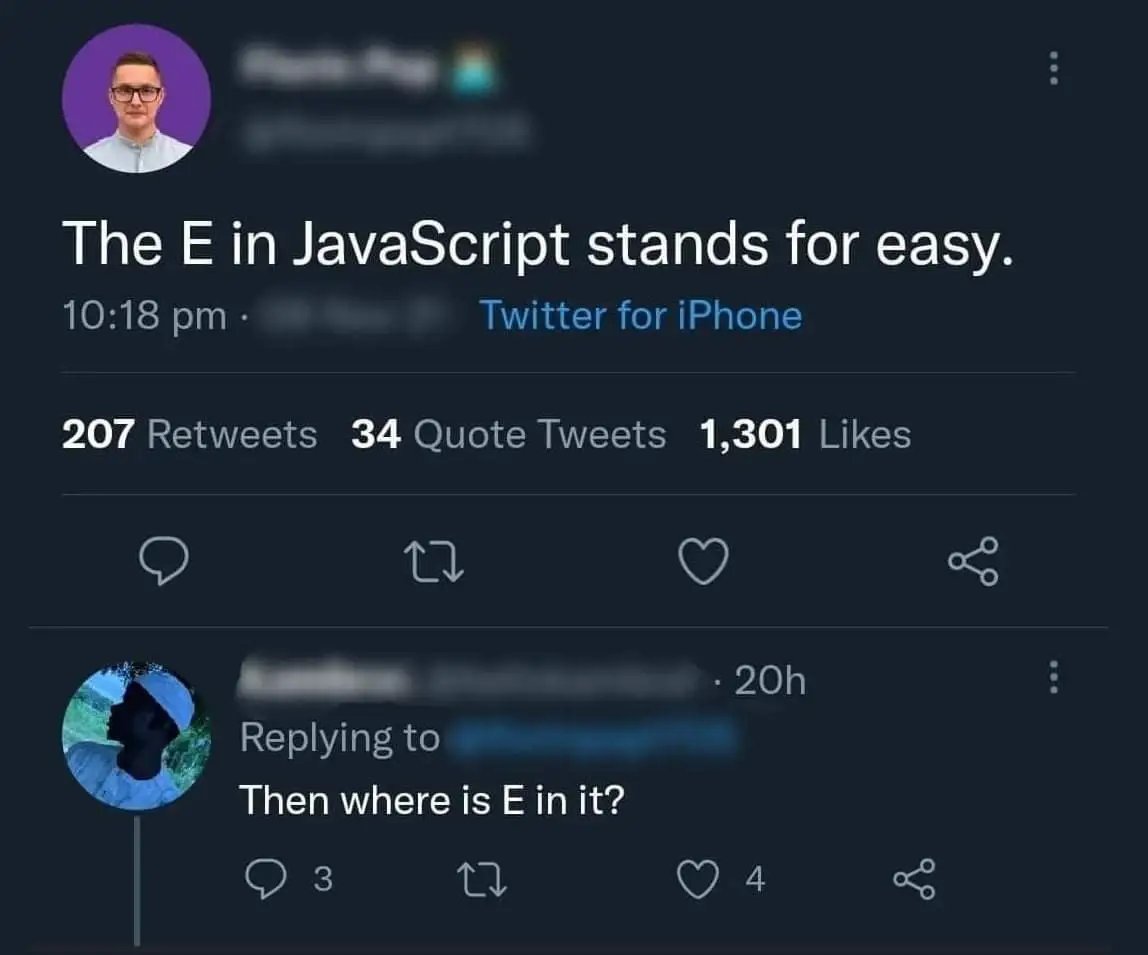 The E in JavaScript stands for easy.
10:18 pm · Twitter for iPhone
207 Retweets 34 Quote Tweets 1,301 Likes
· 20h
Replying to
Then where is E in it?
3 4